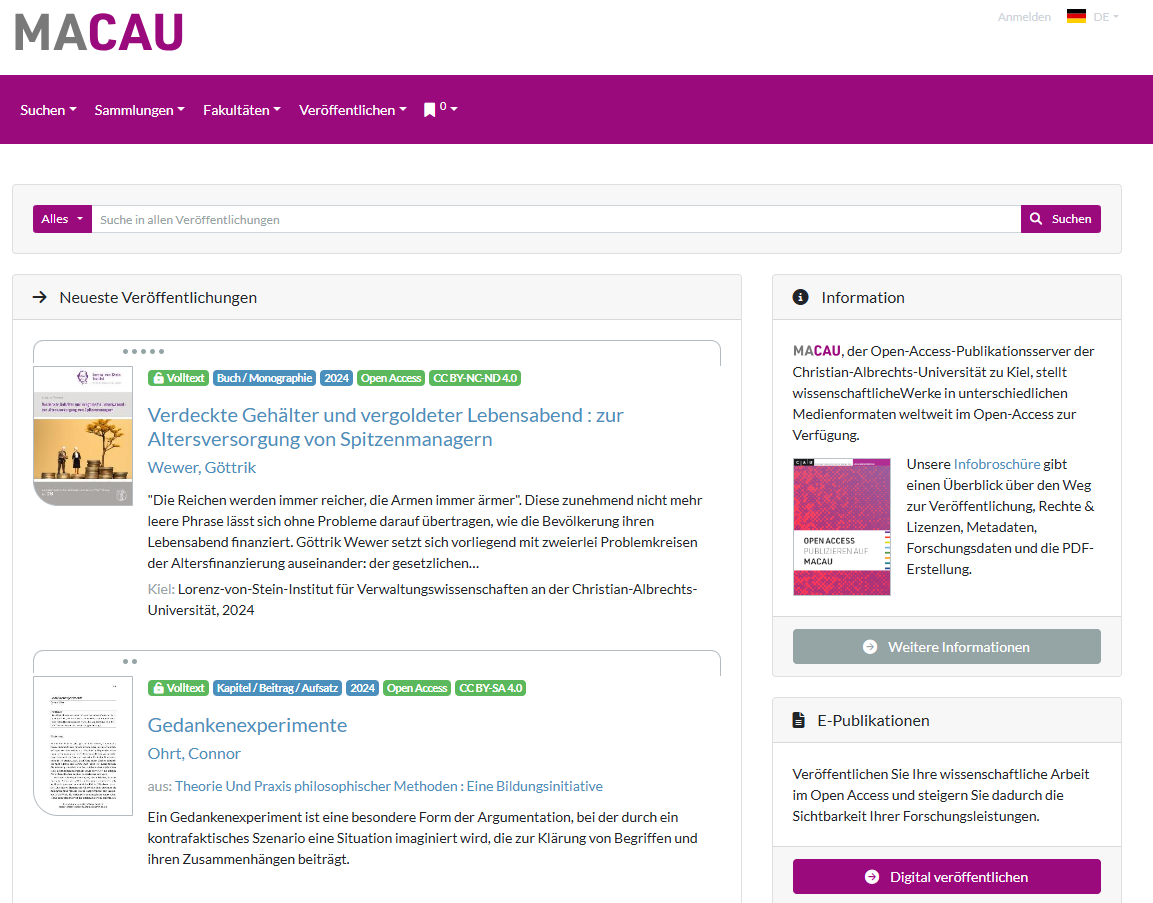 MACAU
Anmelden DE
Suchen Sammlungen Fakultäten Veröffentlichen 0
Alles Suche in allen Veröffentlichungen Suchen
Neueste Veröffentlichungen
Volltext Buch / Monographie 2024 Open Access CC BY-NC-ND 4.0
Verdeckte Gehälter und vergoldeter Lebensabend : zur
Altersversorgung von Spitzenmanagern
Wewer, Göttrik
"Die Reichen werden immer reicher, die Armen immer ärmer". Diese zunehmend nicht mehr
leere Phrase lässt sich ohne Probleme darauf übertragen, wie die Bevölkerung ihren
Lebensabend finanziert. Göttrik Wewer setzt sich vorliegend mit zweierlei Problemkreisen
der Altersfinanzierung auseinander: der gesetzlichen...
Kiel: Lorenz-von-Stein-Institut für Verwaltungswissenschaften an der Christian-Albrechts-
Universität, 2024
Volltext Kapitel / Beitrag / Aufsatz 2024 Open Access CC BY-SA 4.0
Gedankenexperimente
Ohrt, Connor
aus: Theorie Und Praxis philosophischer Methoden : Eine Bildungsinitiative
Ein Gedankenexperiment ist eine besondere Form der Argumentation, bei der durch ein
kontrafaktisches Szenario eine Situation imaginiert wird, die zur Klärung von Begriffen und
ihren Zusammenhängen beiträgt.
Information
MACAU, der Open-Access-Publikationsserver der
Christian-Albrechts-Universität zu Kiel, stellt
wissenschaftlicheWerke in unterschiedlichen
Medienformaten weltweit im Open-Access zur
Verfügung.
CAU
OPEN ACCESS
PUBLIZIEREN AUF
MACAU
Unsere Infobroschüre gibt
einen Überblick über den Weg
zur Veröffentlichung, Rechte &
Lizenzen, Metadaten,
Forschungsdaten und die PDF-
Erstellung.
Weitere Informationen
E-Publikationen
Veröffentlichen Sie Ihre wissenschaftliche Arbeit
im Open Access und steigern Sie dadurch die
Sichtbarkeit Ihrer Forschungsleistungen.
Digital veröffentlichen